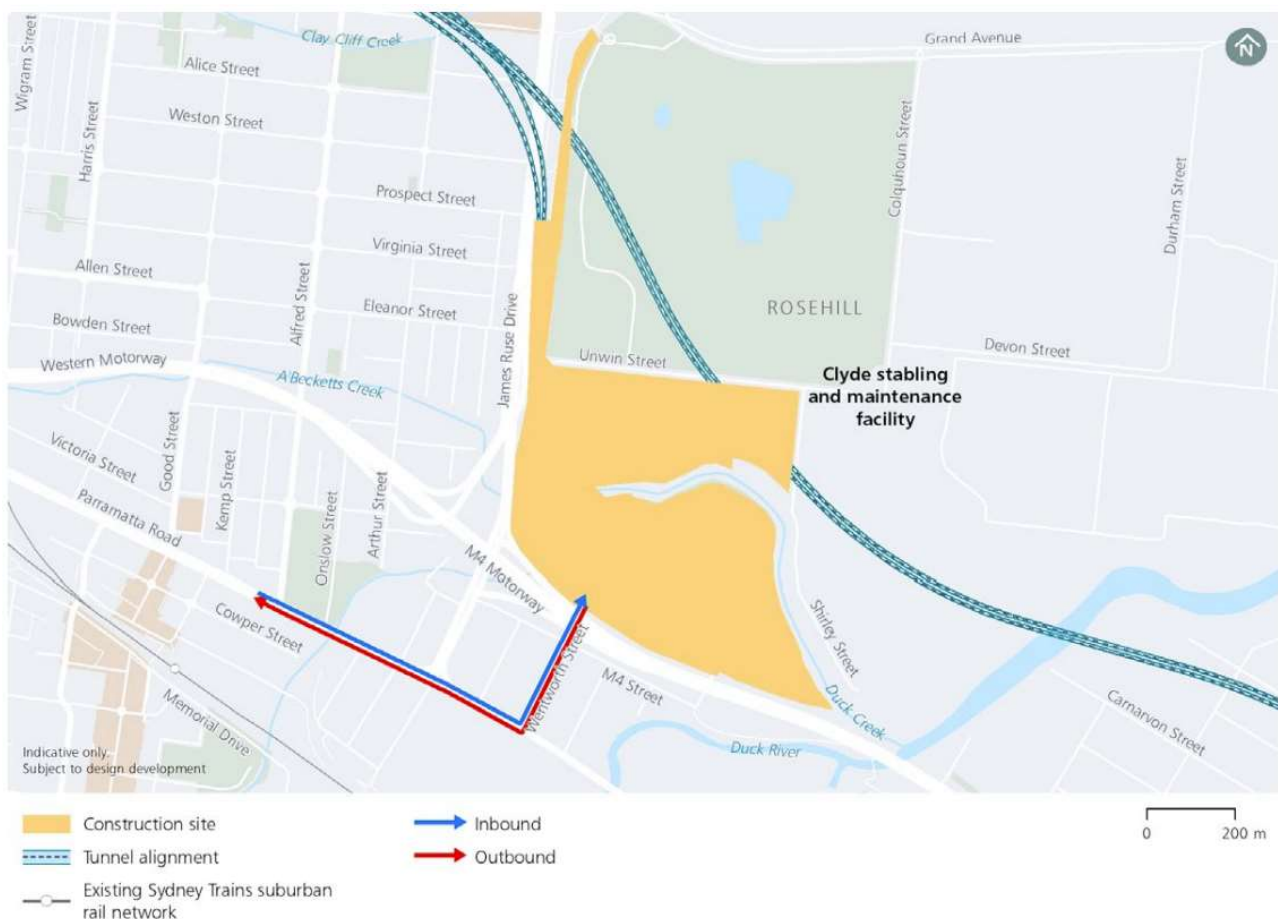 Clay Cliff Creek
Grand Avenue
N
Wigram Street
Alice Street
Weston Street
Harris Street
Colquhoun Street
Durham Street
Prospect Street
Virginia Street
Allen Street
Alfred Street
Eleanor Street
James Ruse Drive
ROSEHILL
Bowden Street
Western Motorway
A'Becketts Creek
Unwin Street
Devon Street
Clyde stabling
and maintenance
facility
Victoria Street
Good Street
Kemp Street
Parramatta Road
Onslow Street
Arthur Street
M4 Motorway
Cowper Street
Wentworth Street
Shirley Street
M4 Street
Memorial Drive
Duck Creek
Duck River
Carnarvon Street
Indicative only.
Subject to design development
Construction site
Inbound
0 200 m
Tunnel alignment
Outbound
Existing Sydney Trains suburban
rail network